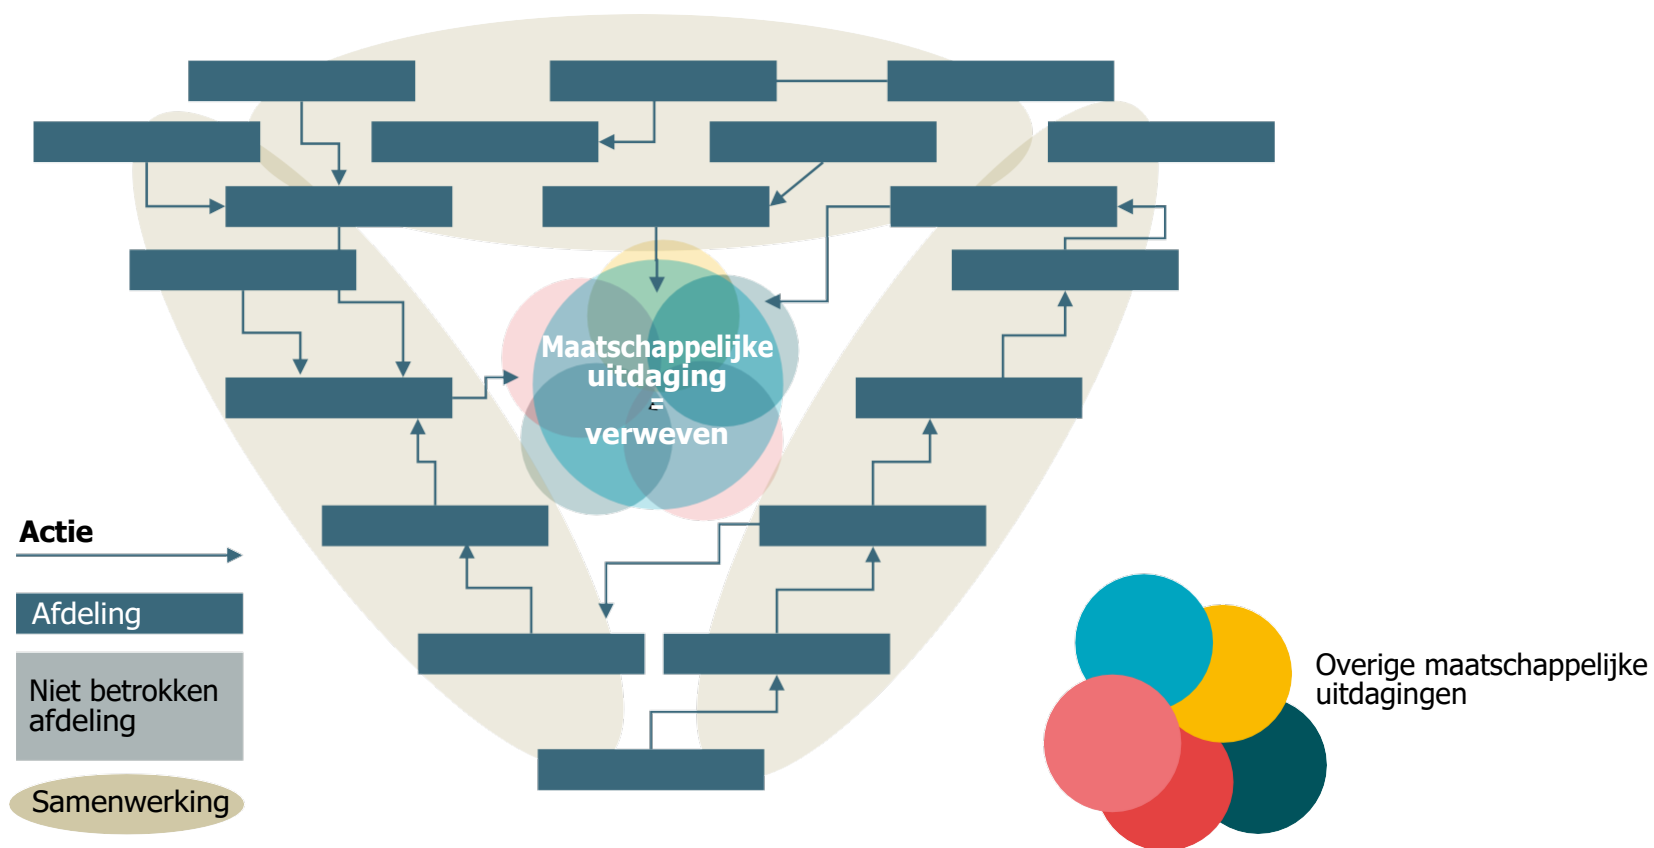 Maatschappelijke
uitdaging
=
verweven
Actie
Afdeling
Niet betrokken
afdeling
Samenwerking
Overige maatschappelijke
uitdagingen